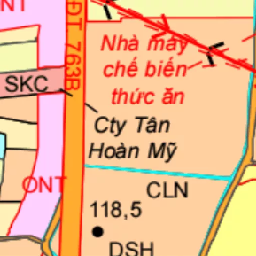 ONT
ĐT 763B
Nhà máy
chế biến
thức ăn
SKC
Cty Tân
Hoàn Mỹ
ONT
CLN
118,5
DSH